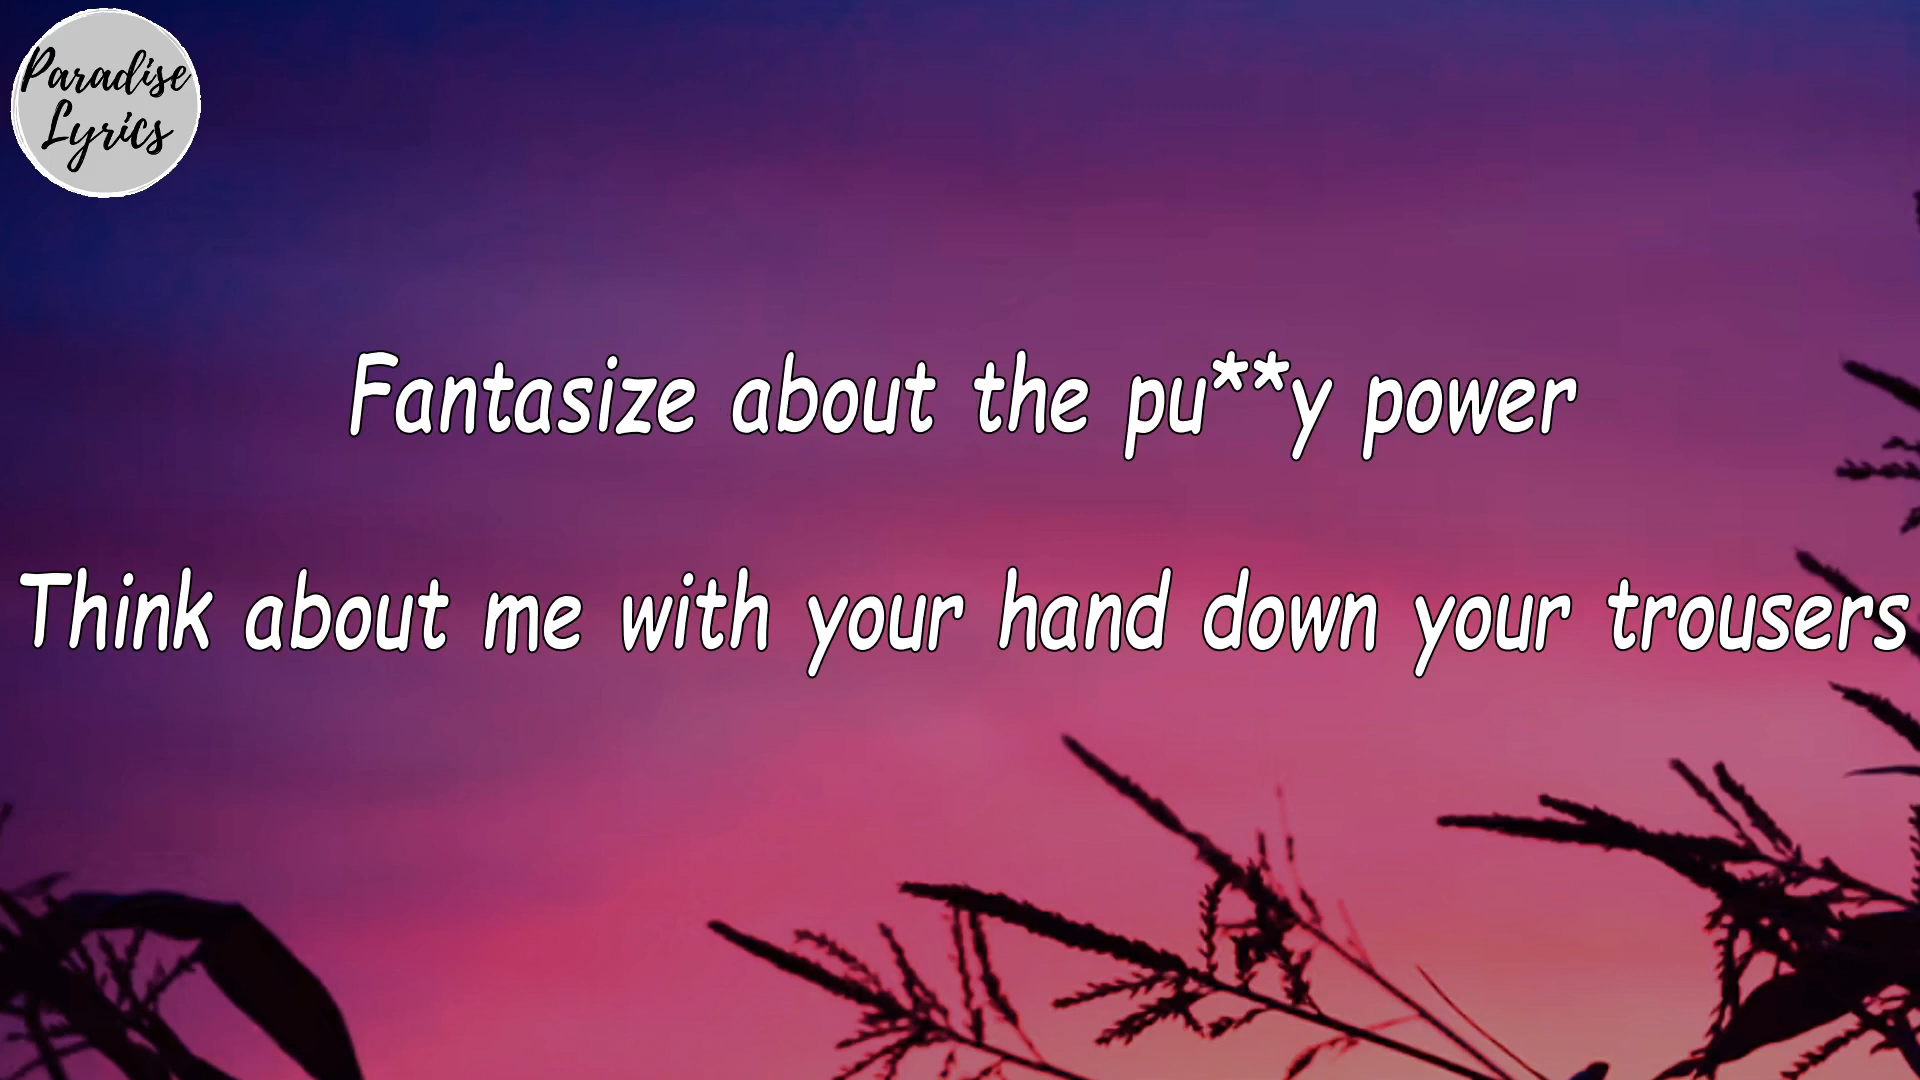 Paradise
Lyrics
Fantasize about the pu**y power
Think about me with your hand down your trousers